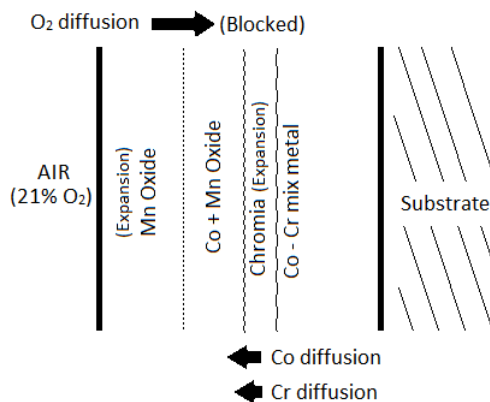 O₂ diffusion
(Blocked)
AIR
(21% O₂)
(Expansion)
Mn Oxide
Co + Mn Oxide
Chromia (Expansion)
Co - Cr mix metal
Substrate
Co diffusion
Cr diffusion